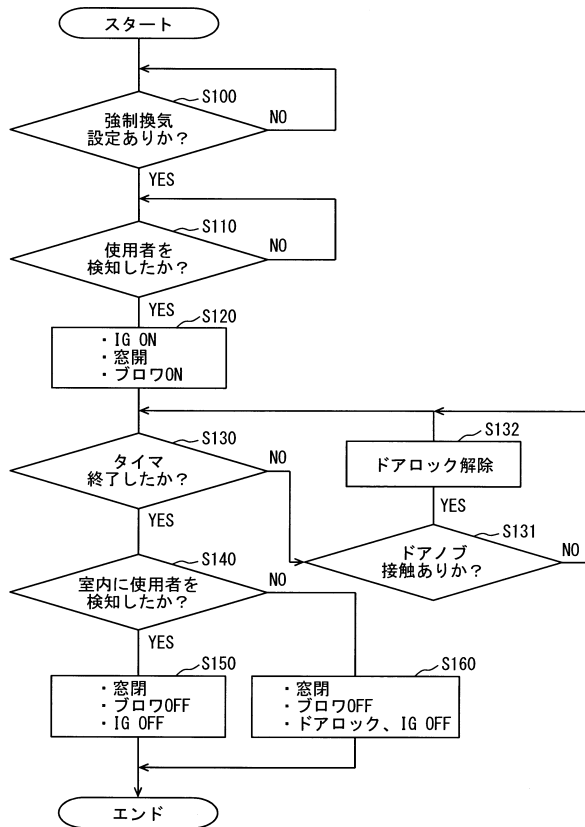 スタート
S100
強制換気
設定ありか？
NO
YES
S110
使用者を
検知したか？
NO
YES
S120
・IG ON
・窓開
・ブロワON
S130
タイマ
終了したか？
NO
YES
S132
ドアロック解除
YES
S131
ドアノブ
接触ありか？
NO
S140
室内に使用者を
検知したか？
NO
YES
S150
・窓閉
・ブロワOFF
・IG OFF
S160
・窓閉
・ブロワOFF
・ドアロック、IG OFF
エンド